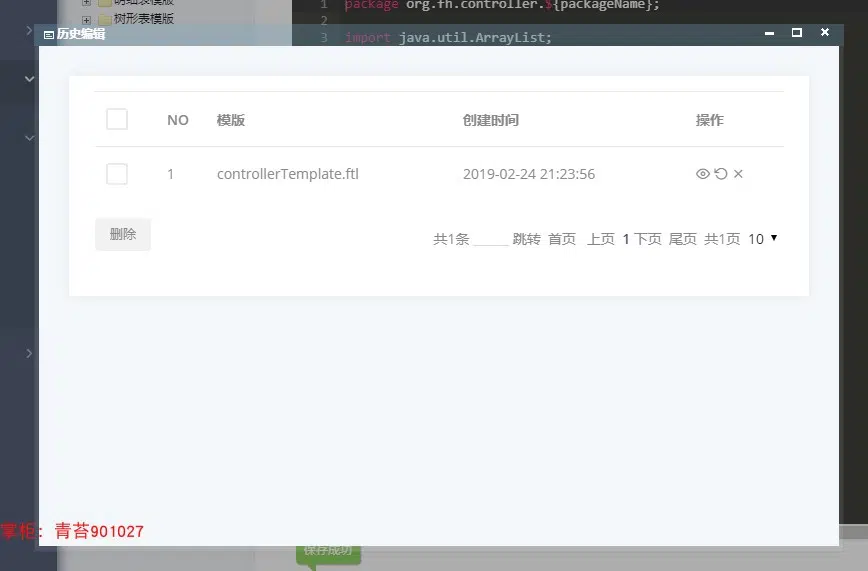 明细表模版
树形表模版
1 package org.fh.controller.${packageName};
2
3 import java.util.ArrayList;
历史编辑
NO 模版 创建时间 操作
1 controllerTemplate.ftl 2019-02-24 21:23:56
删除
共1条 跳转 首页 上页 1 下页 尾页 共1页 10
掌柜：青苔901027
保存成功